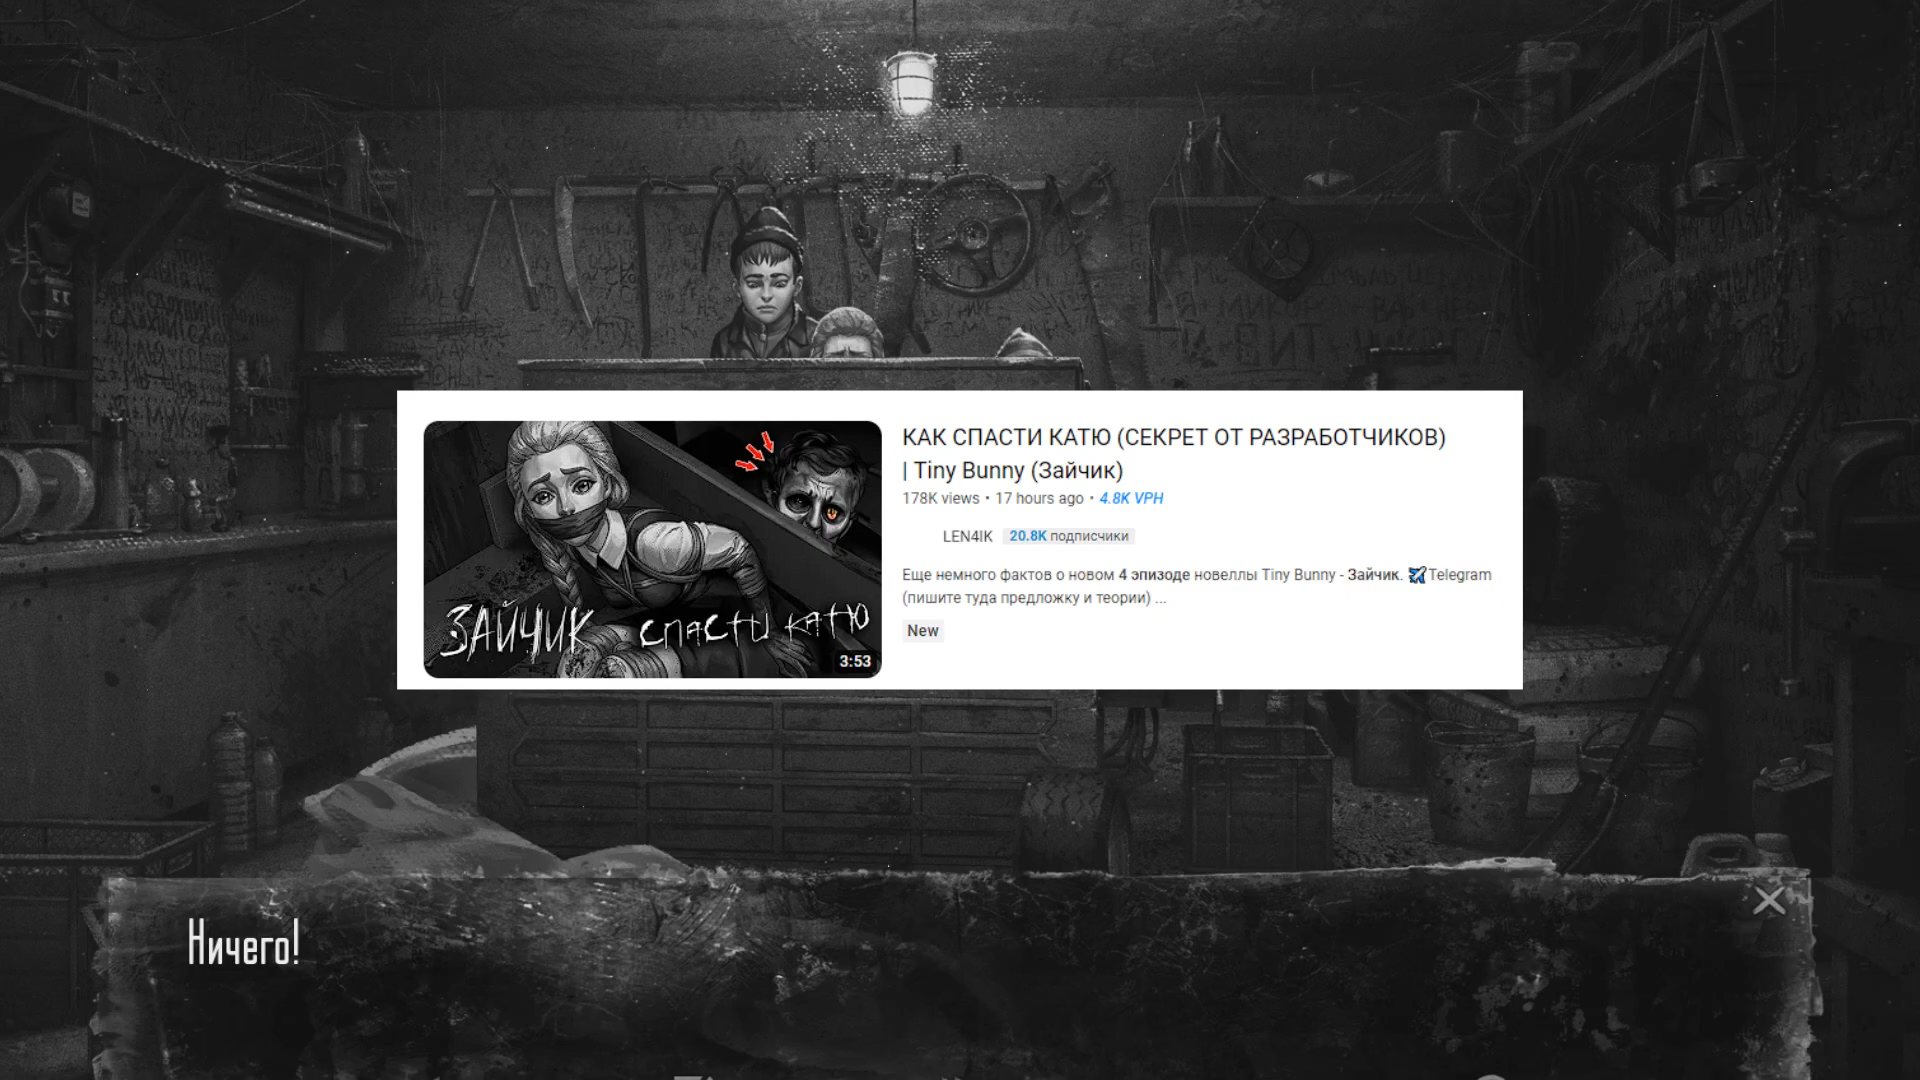 КАК СПАСТИ КАТЮ (СЕКРЕТ ОТ РАЗРАБОТЧИКОВ)
| Tiny Bunny (Зайчик)
178K views • 17 hours ago • 4.8K VPH
LEN4IK 20.8K подписчики
Еще немного фактов о новом 4 эпизоде новеллы Tiny Bunny - Зайчик. Telegram
(пишите туда предложку и теории) ...
New
ЗАЙЧИК СПАСТИ КАТЮ
3:53
Ничего!